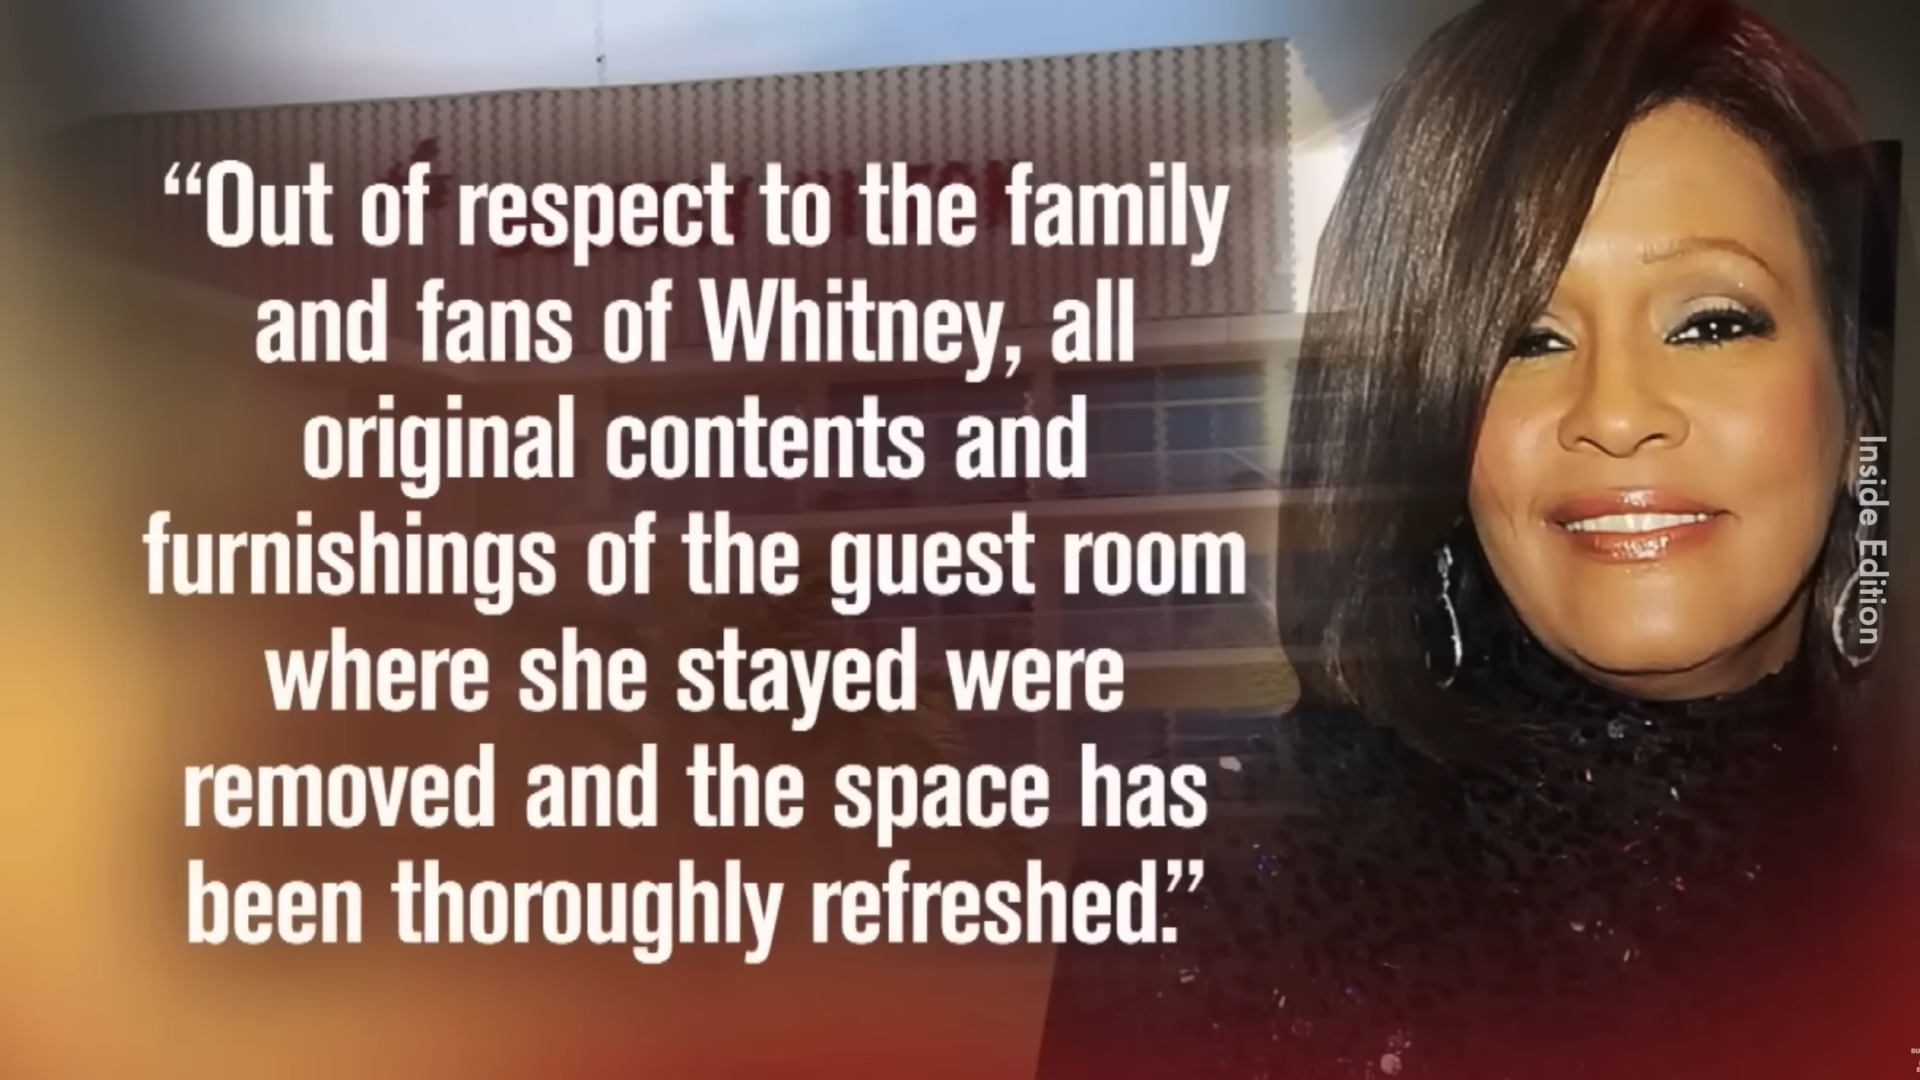 “Out of respect to the family
and fans of Whitney, all
original contents and
furnishings of the guest room
where she stayed were
removed and the space has
been thoroughly refreshed.”
Inside Edition